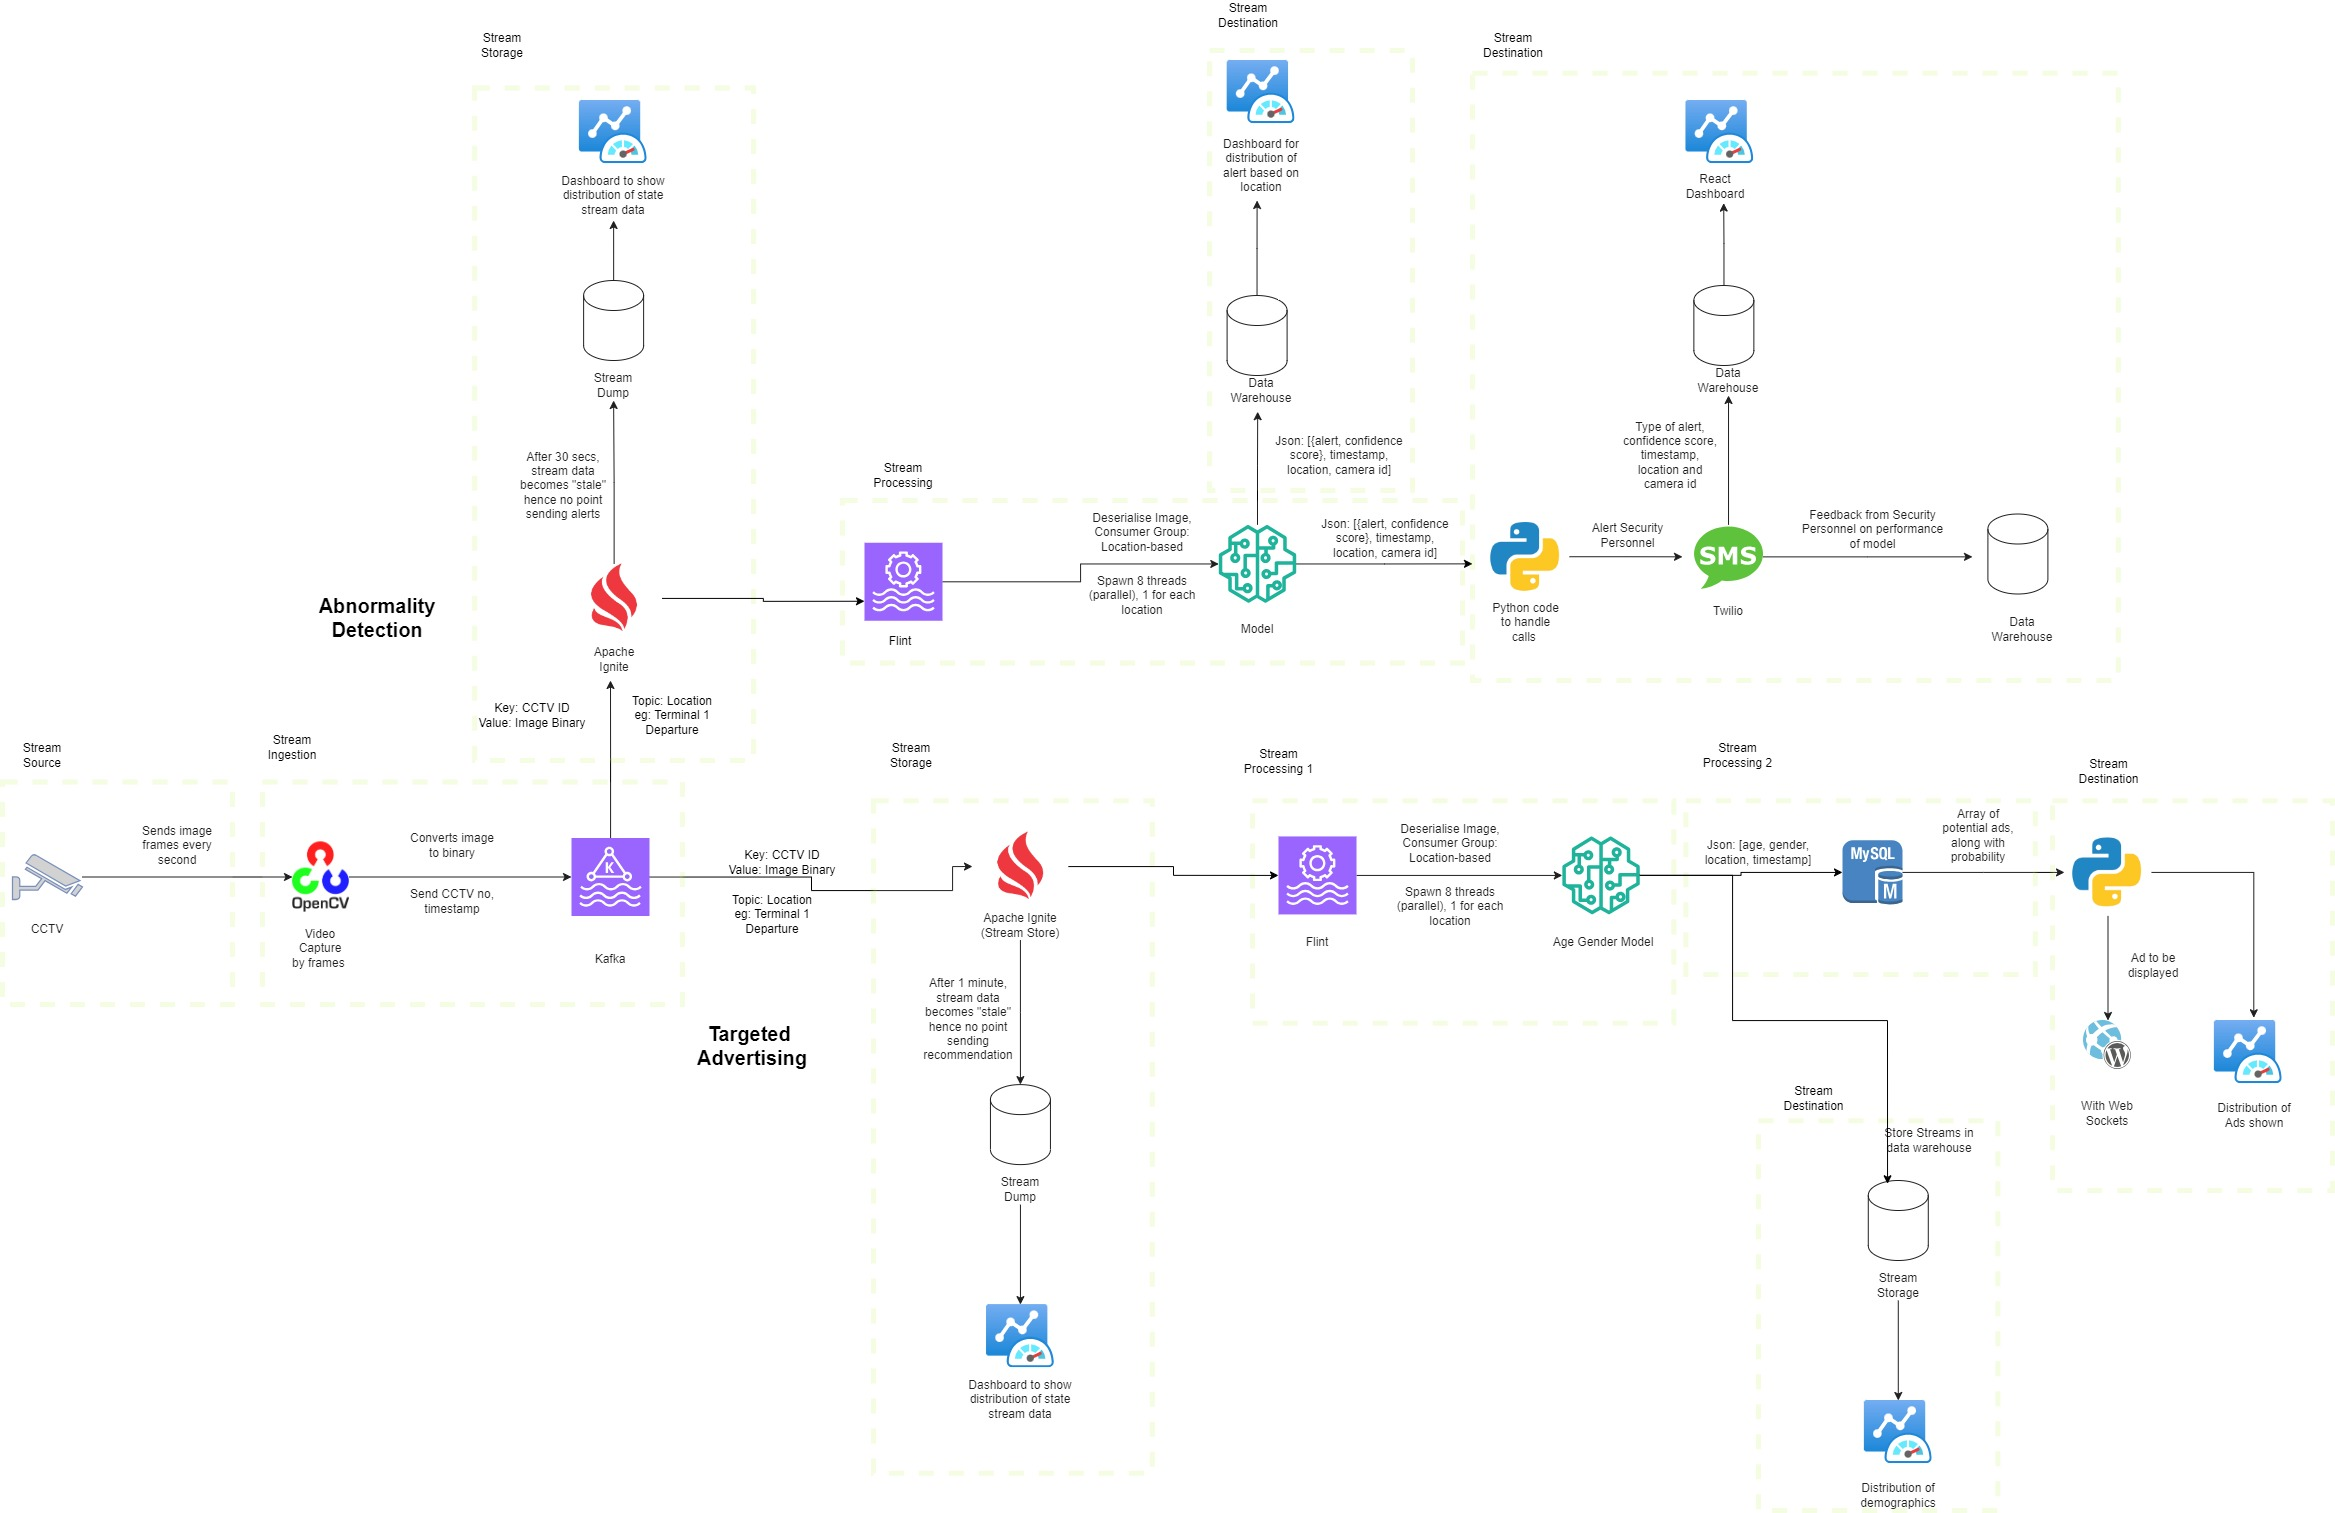 Stream
Destination
Stream
Storage
Stream
Destination
Dashboard to show
distribution of state
stream data
Dashboard for
distribution of
alert based on
location
React
Dashboard
Stream
Dump
Data
Warehouse
Data
Warehouse
After 30 secs,
stream data
becomes "stale"
hence no point
sending alerts
Json: [{alert, confidence
score}, timestamp,
location, camera id]
Type of alert,
confidence score,
timestamp,
location and
camera id
Stream
Processing
Deserialise Image,
Consumer Group:
Location-based
Spawn 8 threads
(parallel), 1 for each
location
Json: [{alert, confidence
score}, timestamp,
location, camera id]
Alert Security
Personnel
SMS
Feedback from Security
Personnel on performance
of model
Abnormality
Detection
Apache
Ignite
Flint
Model
Python code
to handle
calls
Twilio
Data
Warehouse
Key: CCTV ID
Value: Image Binary
Topic: Location
eg: Terminal 1
Departure
Stream
Source
Stream
Ingestion
Stream
Storage
Stream
Processing 1
Stream
Processing 2
Stream
Destination
Sends image
frames every
second
Converts image
to binary
Send CCTV no,
timestamp
OpenCV
K
Key: CCTV ID
Value: Image Binary
Topic: Location
eg: Terminal 1
Departure
Deserialise Image,
Consumer Group:
Location-based
Spawn 8 threads
(parallel), 1 for each
location
Json: [age, gender,
location, timestamp]
MySQL
M
Array of
potential ads,
along with
probability
CCTV
Video
Capture
by frames
Kafka
Apache Ignite
(Stream Store)
Flint
Age Gender Model
Ad to be
displayed
Targeted
Advertising
After 1 minute,
stream data
becomes "stale"
hence no point
sending
recommendation
W
With Web
Sockets
Distribution of
Ads shown
Stream
Destination
Store Streams in
data warehouse
Stream
Dump
Stream
Storage
Dashboard to show
distribution of state
stream data
Distribution of
demographics